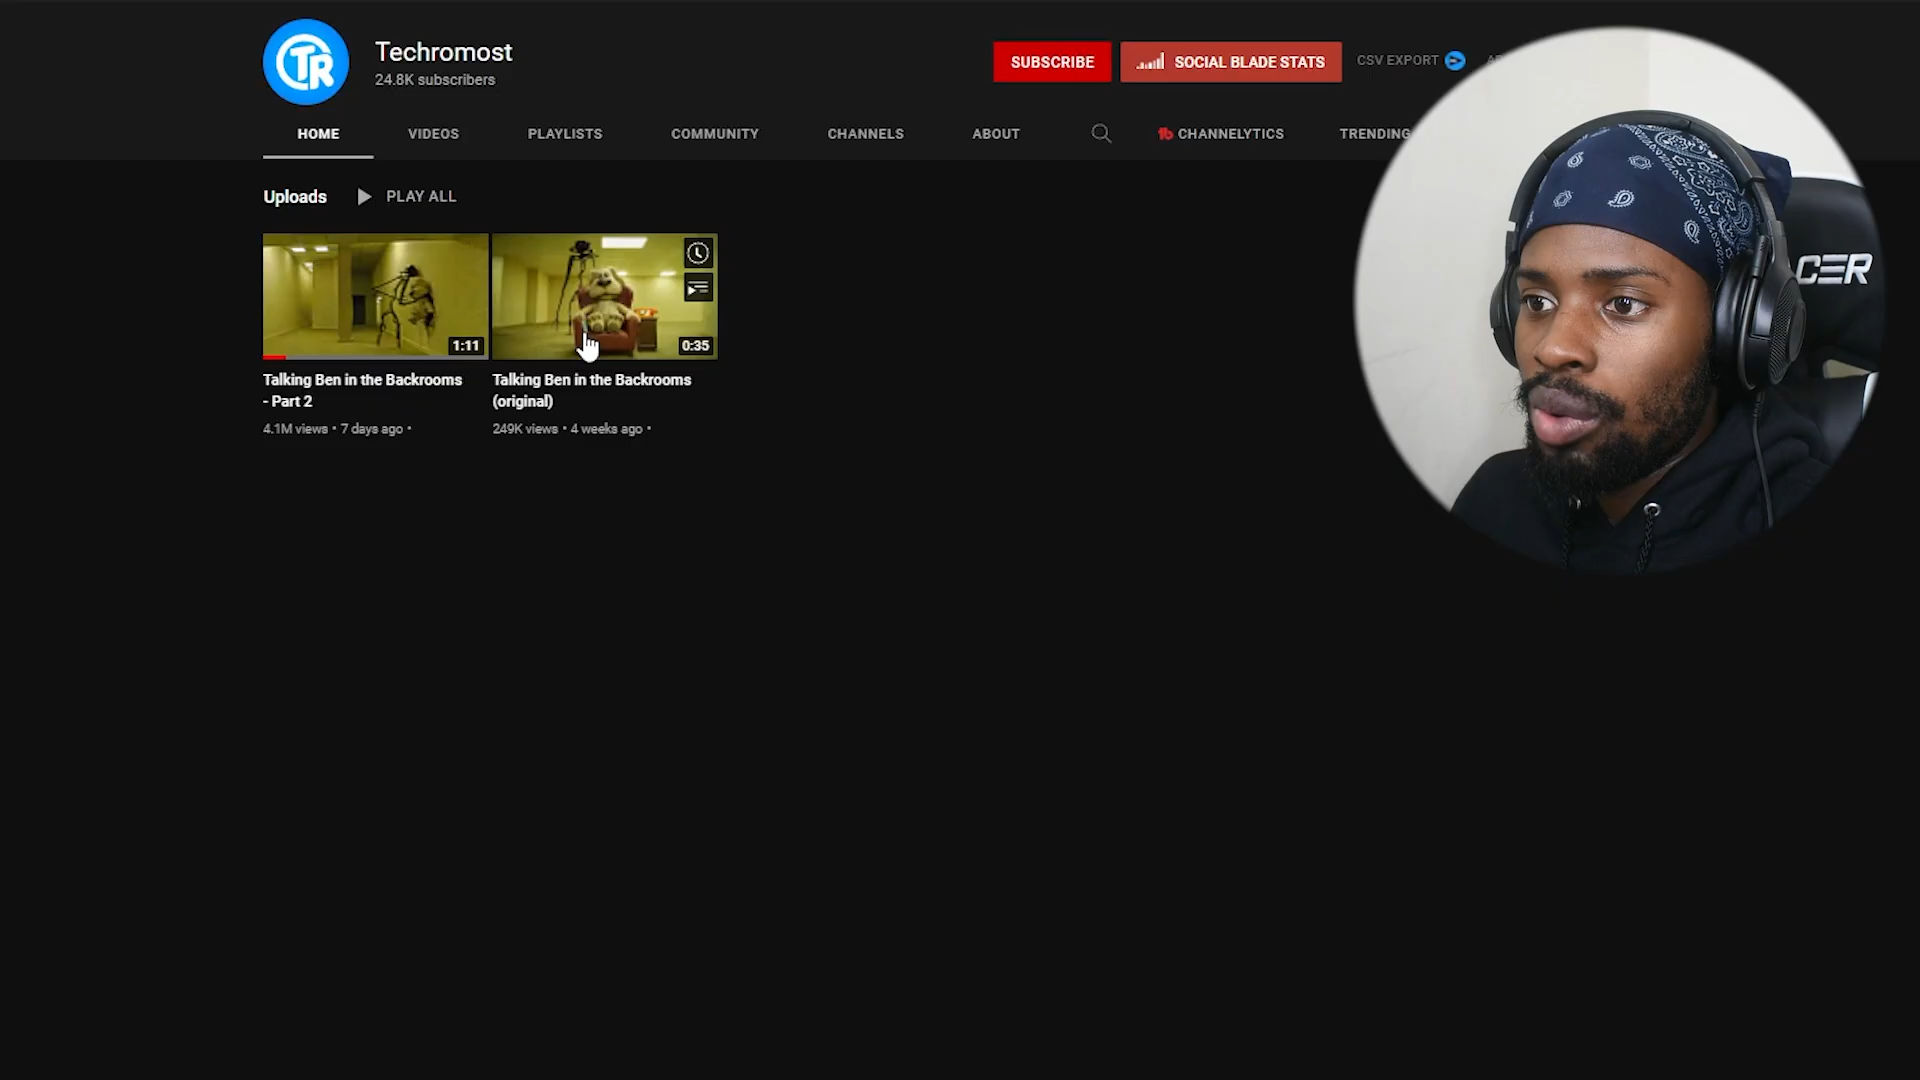 TR
Techromost
24.8K subscribers
SUBSCRIBE
SOCIAL BLADE STATS
CSV EXPORT
HOME
VIDEOS
PLAYLISTS
COMMUNITY
CHANNELS
ABOUT
CHANNELYTICS
TRENDING
Uploads
PLAY ALL
1:11
0:35
Talking Ben in the Backrooms
- Part 2
4.1M views • 7 days ago •
Talking Ben in the Backrooms
(original)
249K views • 4 weeks ago •
CER